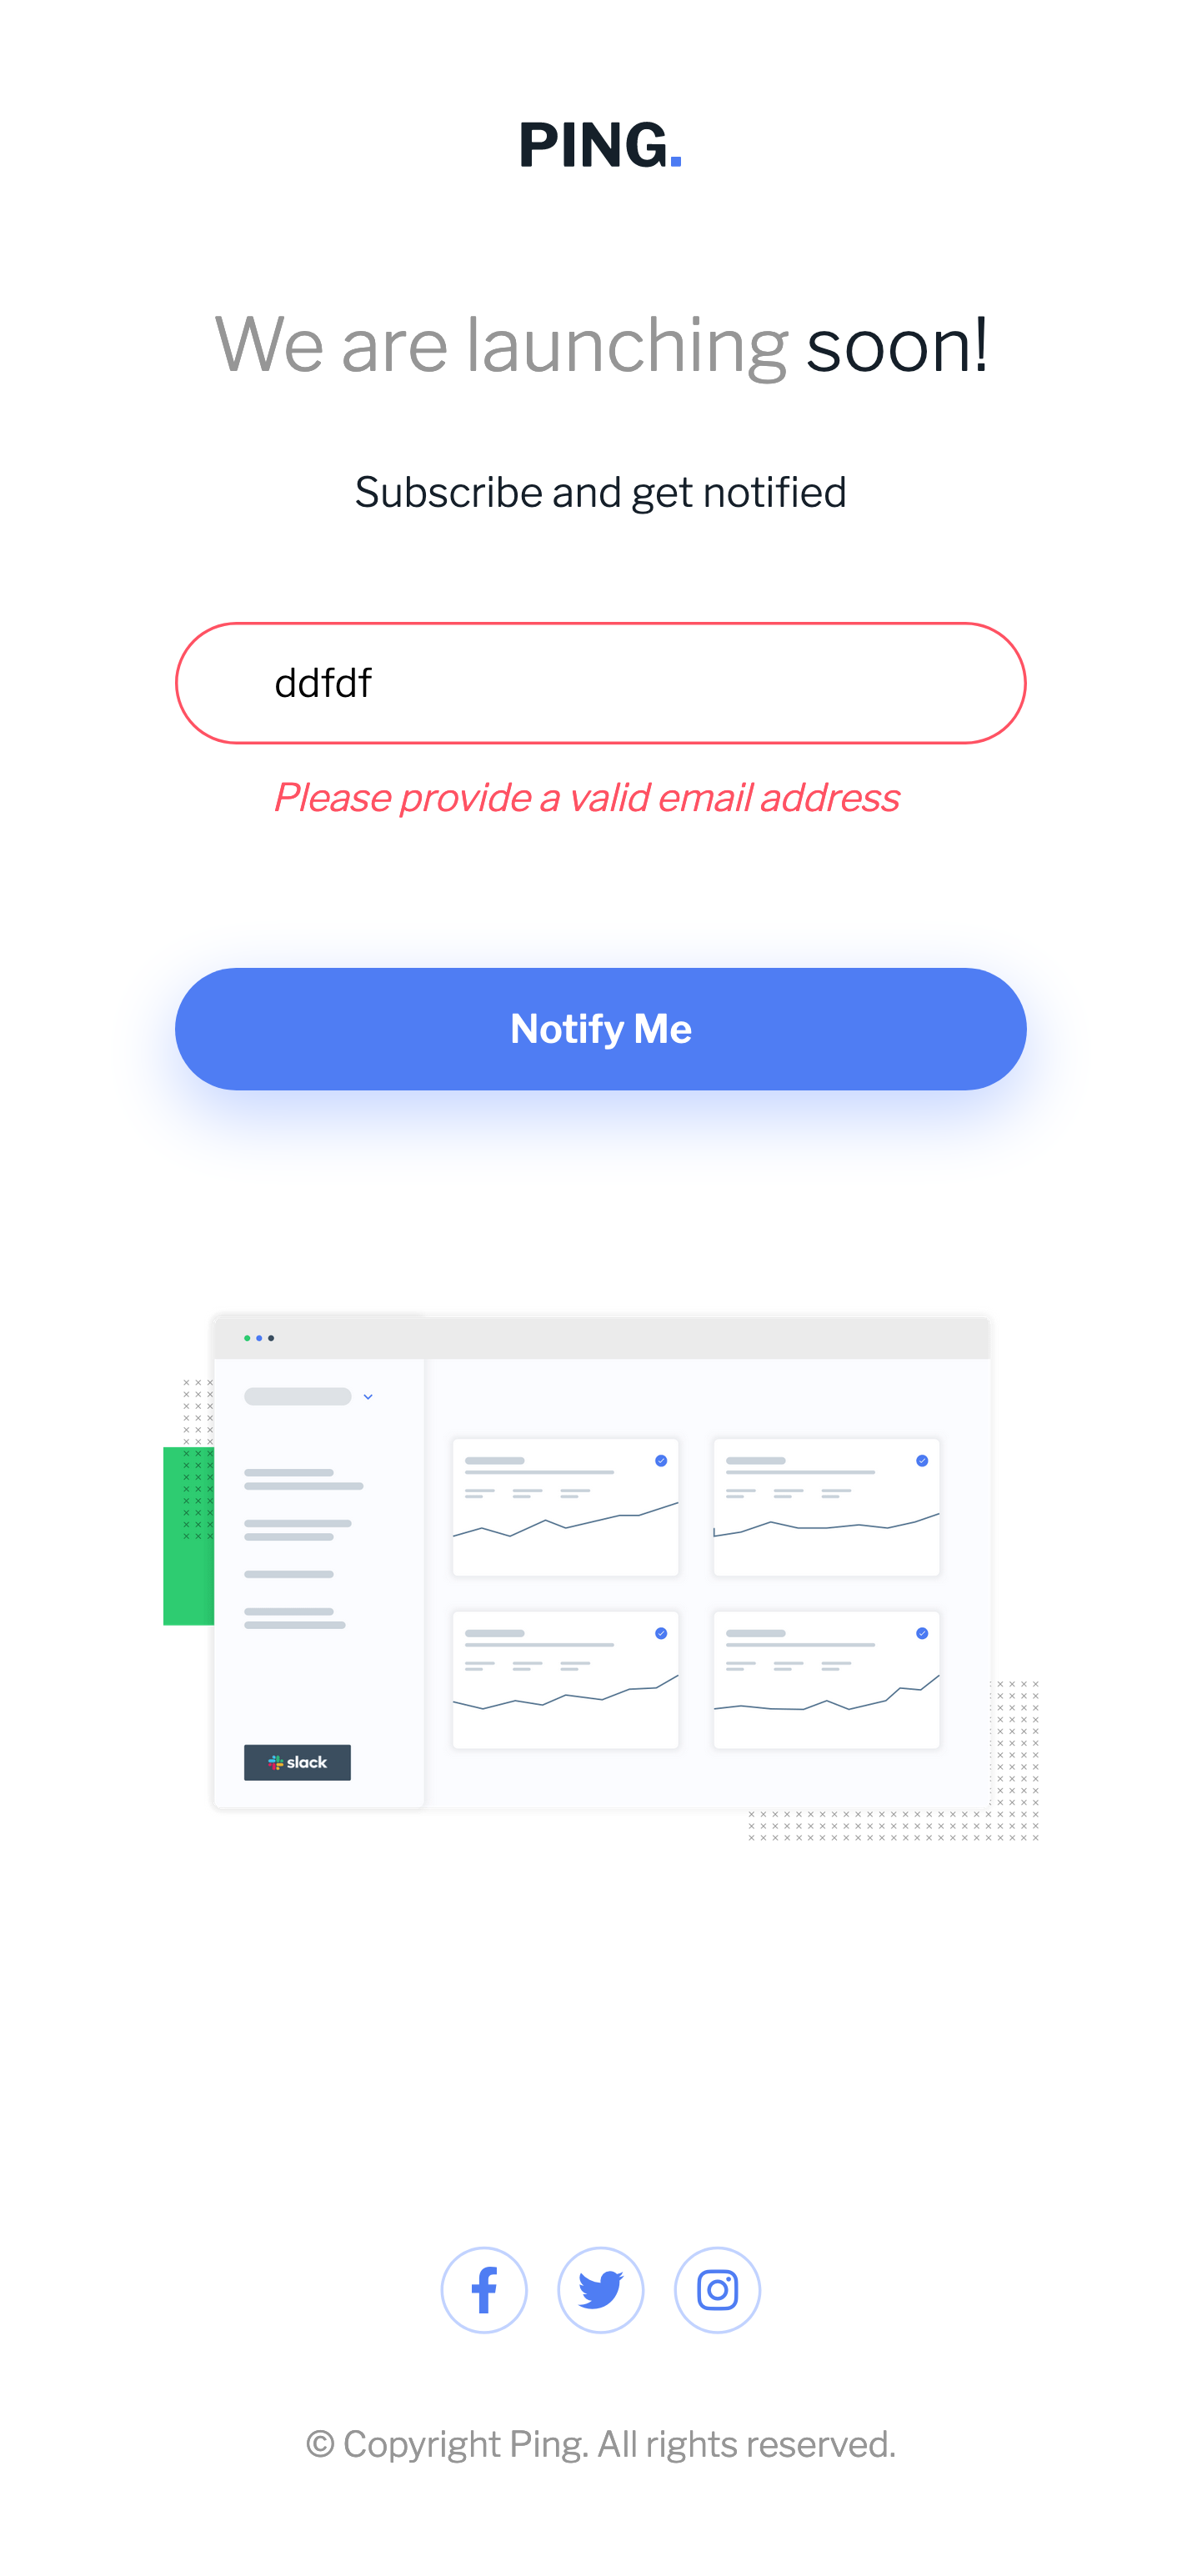 PING.
We are launching soon!
Subscribe and get notified
ddfdf
Please provide a valid email address
Notify Me
slack
© Copyright Ping. All rights reserved.